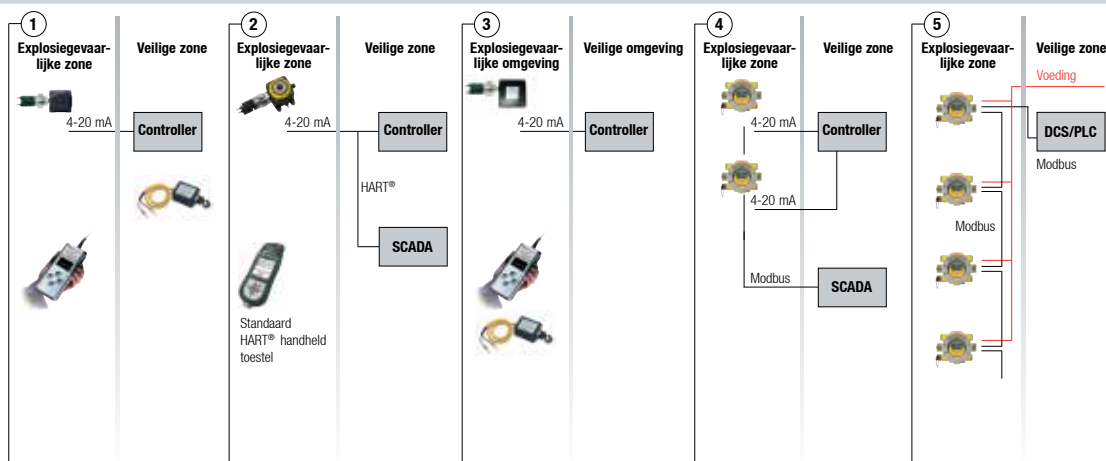 1
Explosiegevaar-
lijke zone
Veilige zone
4-20 mA
Controller
2
Explosiegevaar-
lijke zone
Veilige zone
4-20 mA
Controller
HART®
SCADA
Standaard
HART® handheld
toestel
3
Explosiegevaar-
lijke omgeving
Veilige omgeving
4-20 mA
Controller
4
Explosiegevaar-
lijke zone
Veilige zone
4-20 mA
Controller
4-20 mA
Modbus
SCADA
5
Explosiegevaar-
lijke zone
Veilige zone
Voeding
DCS/PLC
Modbus
Modbus